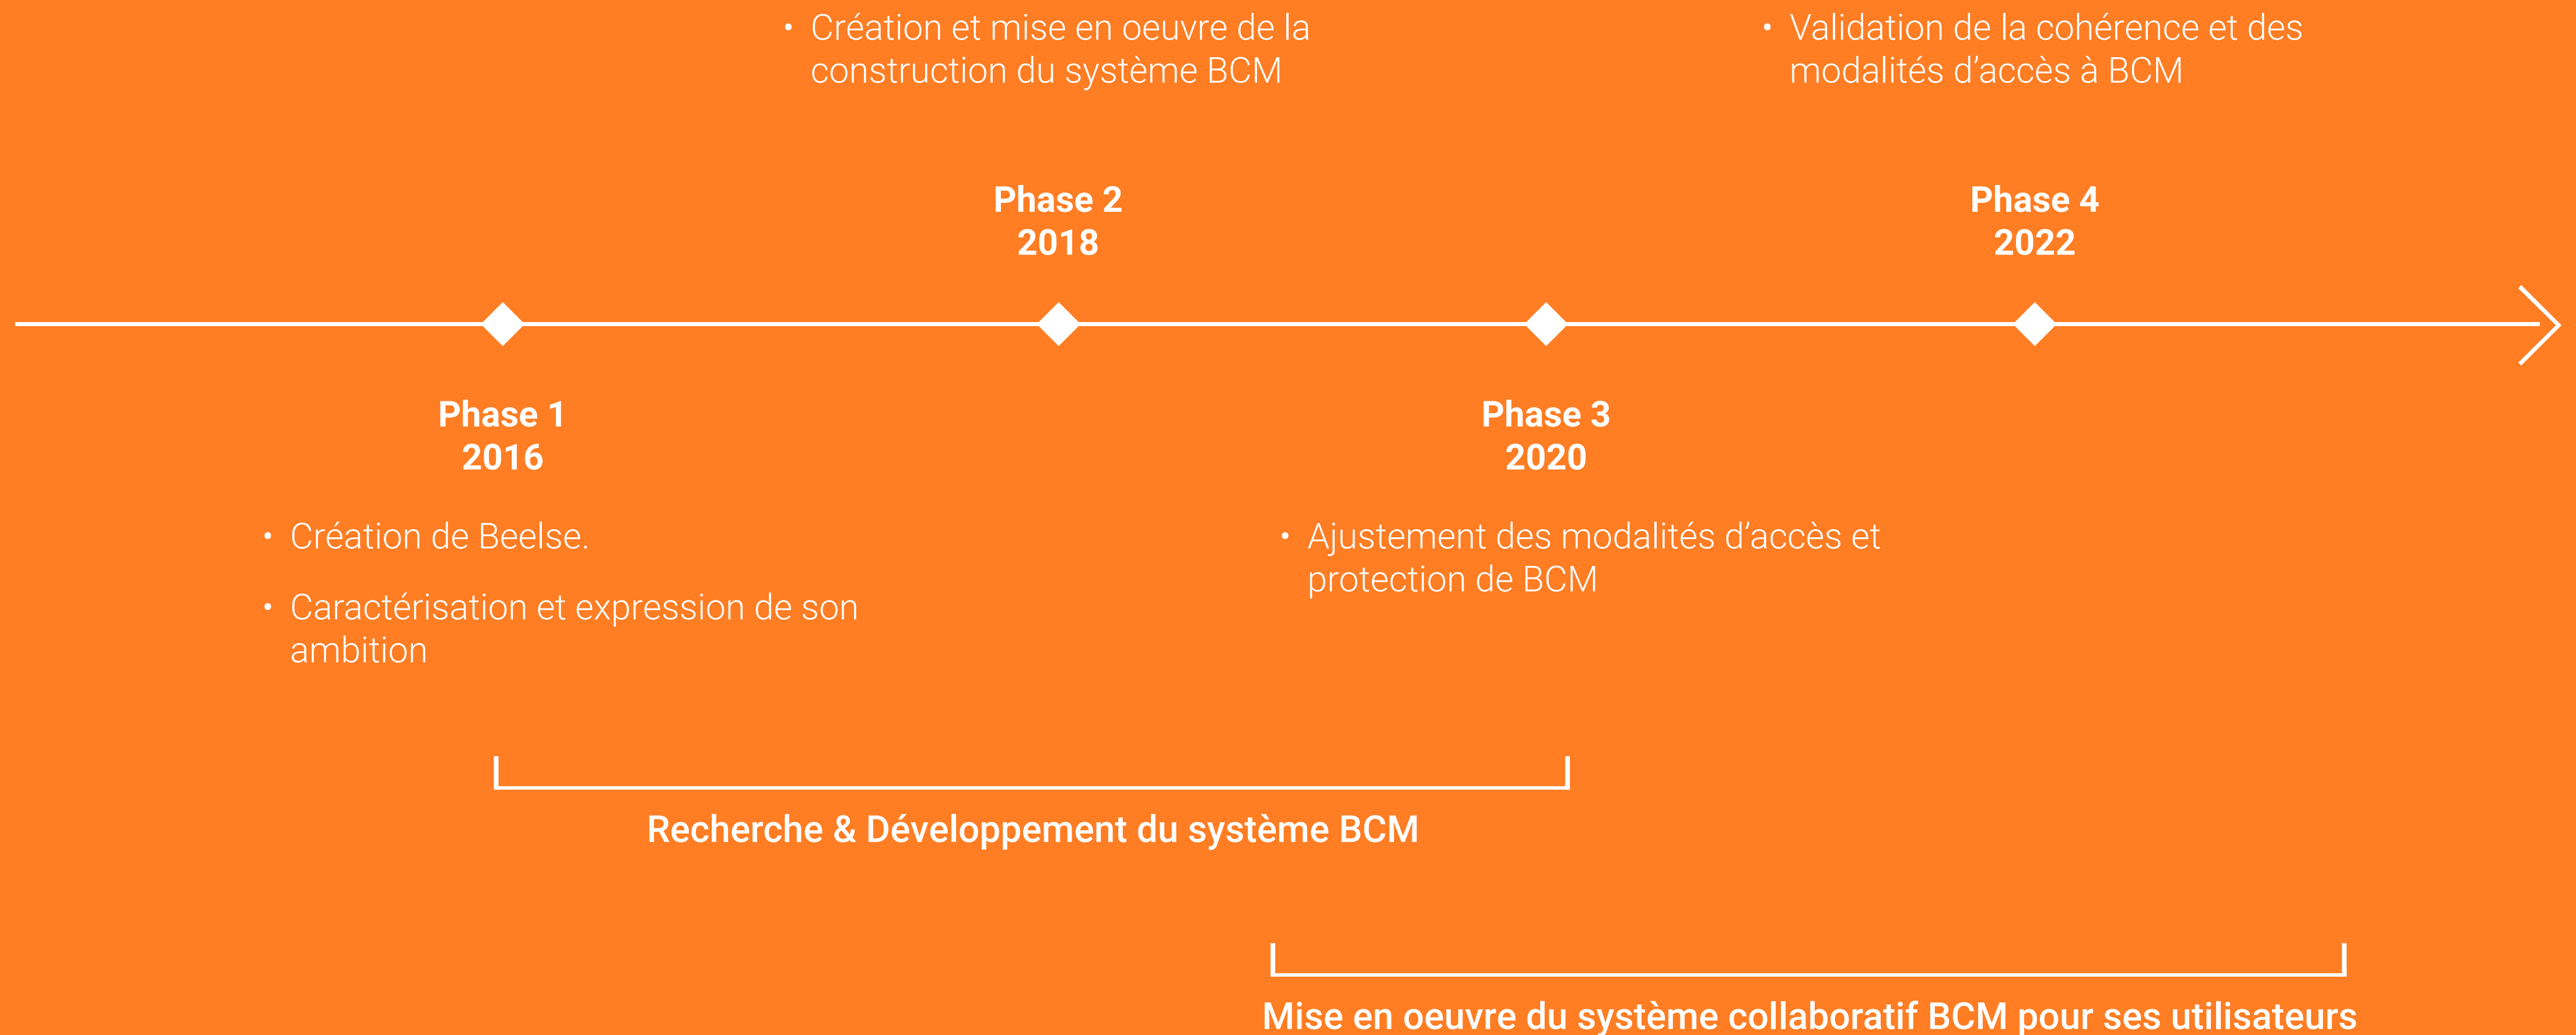 • Création et mise en oeuvre de la
construction du système BCM
• Validation de la cohérence et des
modalités d’accès à BCM
Phase 2
2018
Phase 4
2022
Phase 1
2016
Phase 3
2020
• Création de Beelse.
• Caractérisation et expression de son
ambition
• Ajustement des modalités d’accès et
protection de BCM
Recherche & Développement du système BCM
Mise en oeuvre du système collaboratif BCM pour ses utilisateurs